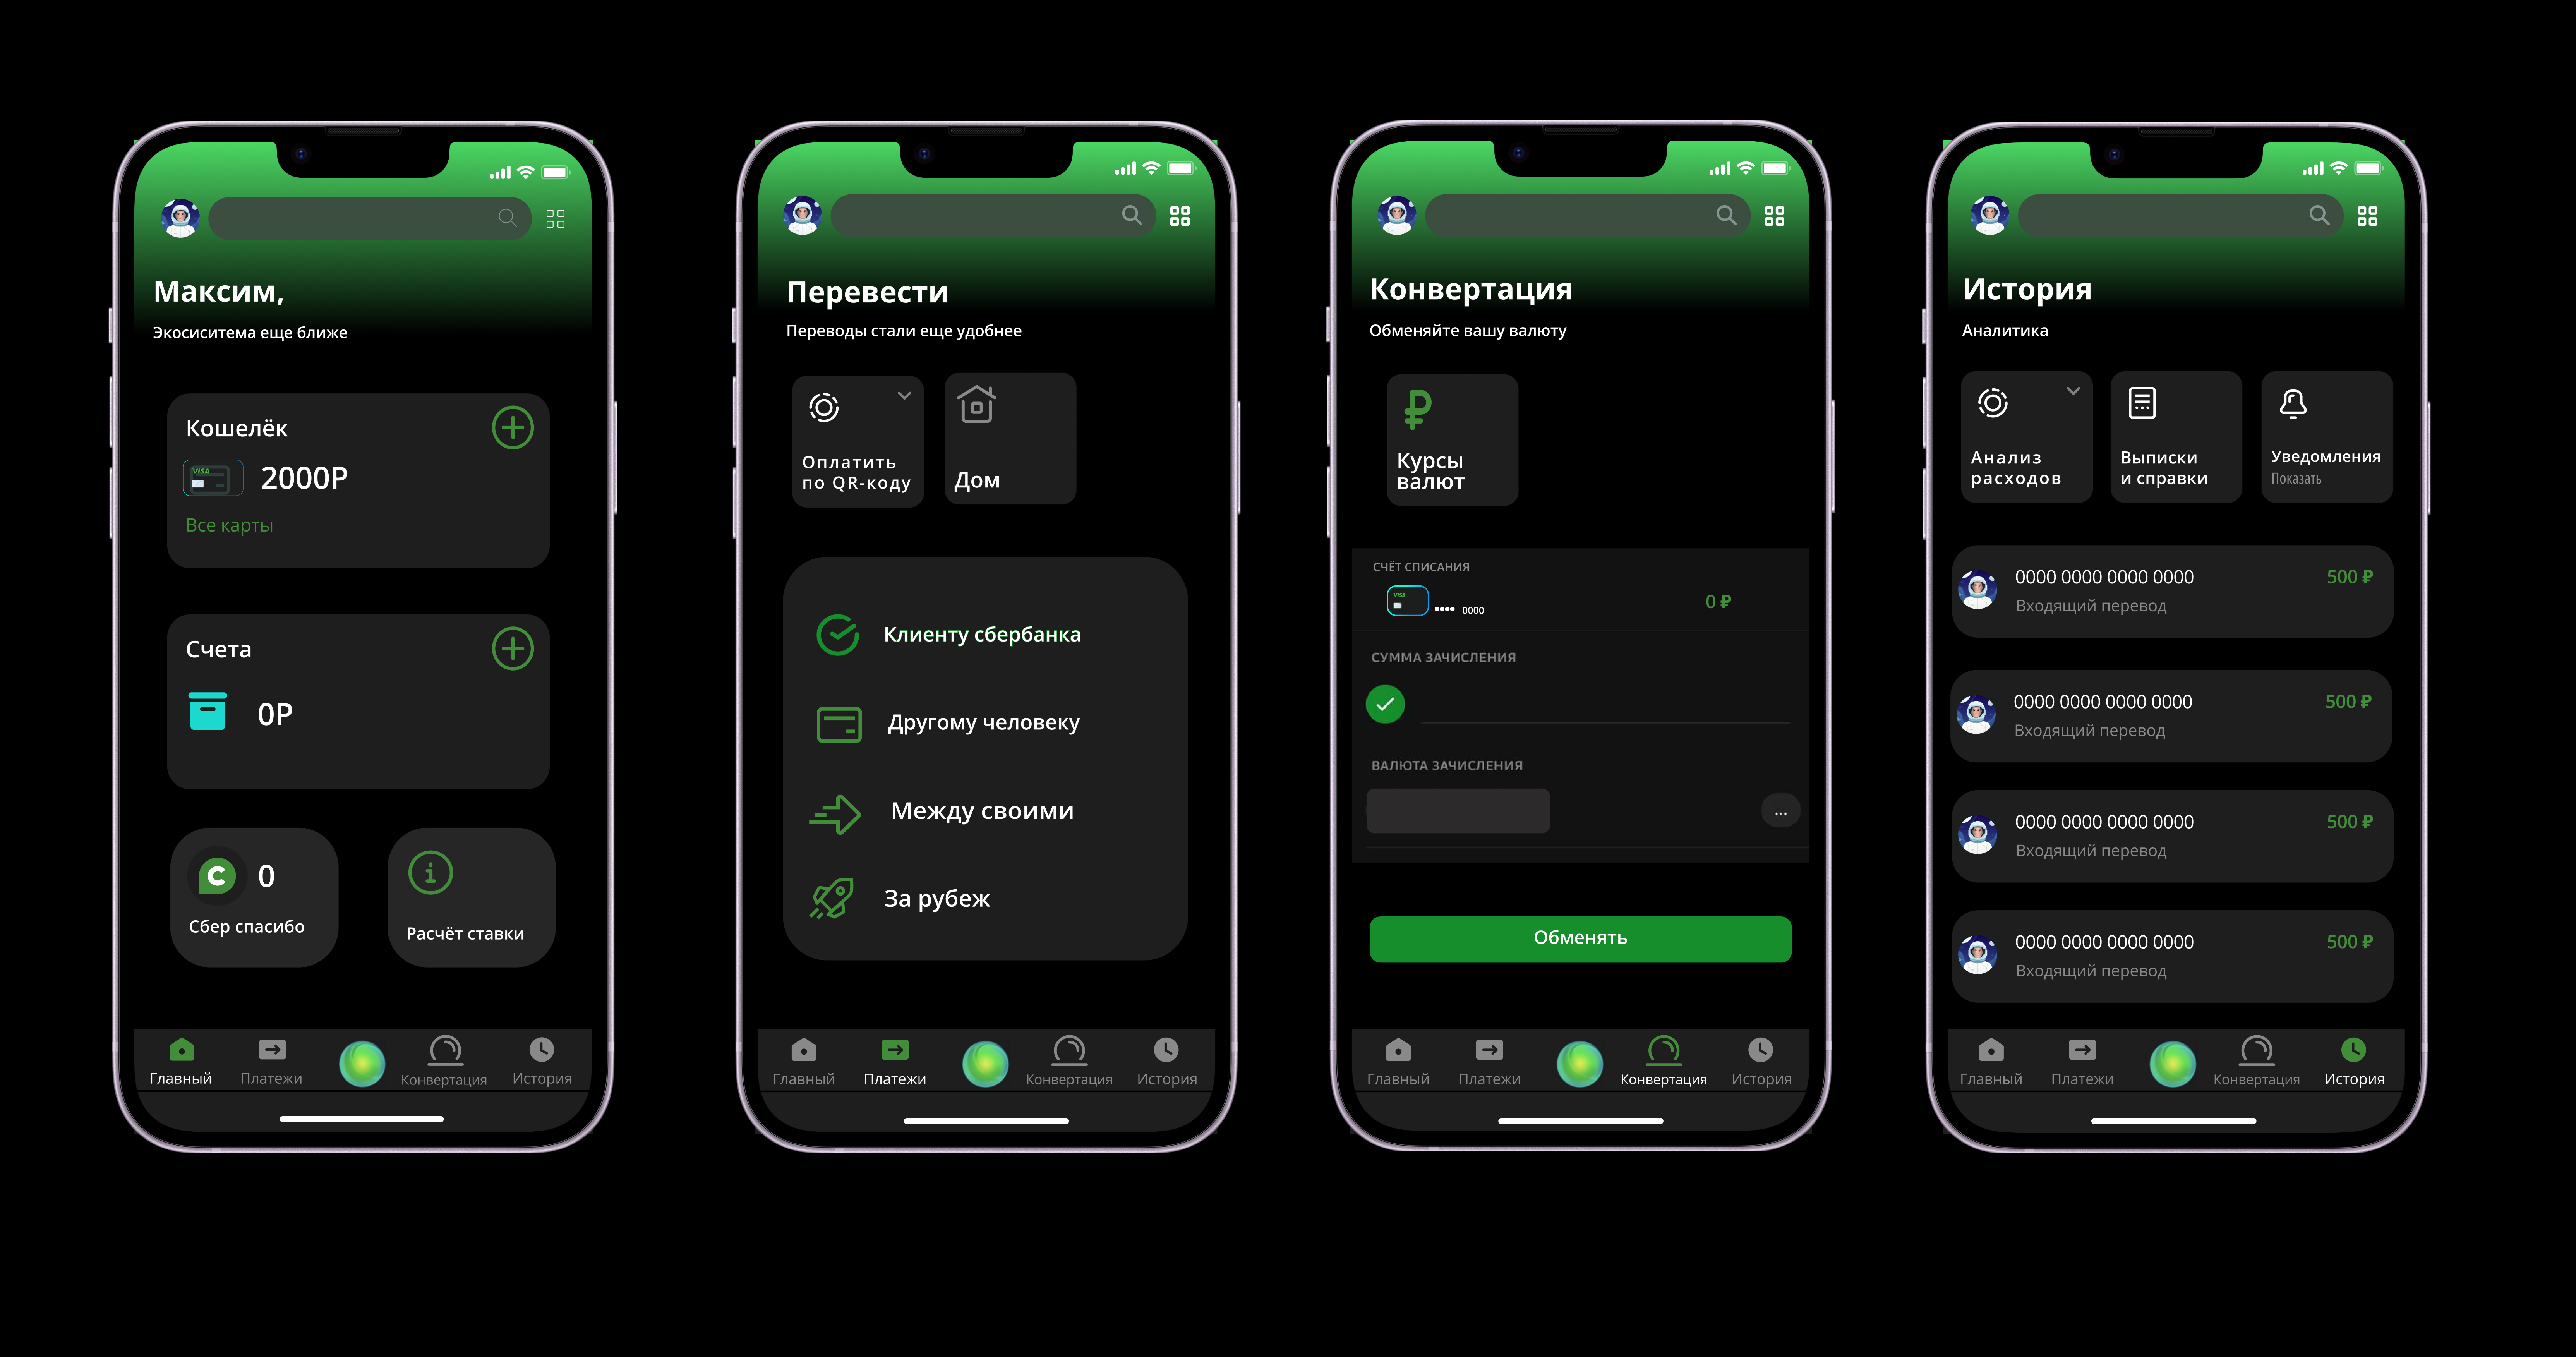 Максим,
Экосиситема еще ближе
Кошелёк
VISA
2000Р
Все карты
Счета
0Р
0
Сбер спасибо
Расчёт ставки
Главный
Платежи
Конвертация
История
Перевести
Переводы стали еще удобнее
Оплатить
по QR-коду
Дом
Клиенту сбербанка
Другому человеку
Между своими
За рубеж
Главный
Платежи
Конвертация
История
Конвертация
Обменяйте вашу валюту
Курсы
валют
СЧЁТ СПИСАНИЯ
VISA
•••• 0000
0 ₽
СУММА ЗАЧИСЛЕНИЯ
ВАЛЮТА ЗАЧИСЛЕНИЯ
...
Обменять
Главный
Платежи
Конвертация
История
История
Аналитика
Анализ
расходов
Выписки
и справки
Уведомления
Показать
0000 0000 0000 0000
500 ₽
Входящий перевод
0000 0000 0000 0000
500 ₽
Входящий перевод
0000 0000 0000 0000
500 ₽
Входящий перевод
0000 0000 0000 0000
500 ₽
Входящий перевод
Главный
Платежи
Конвертация
История